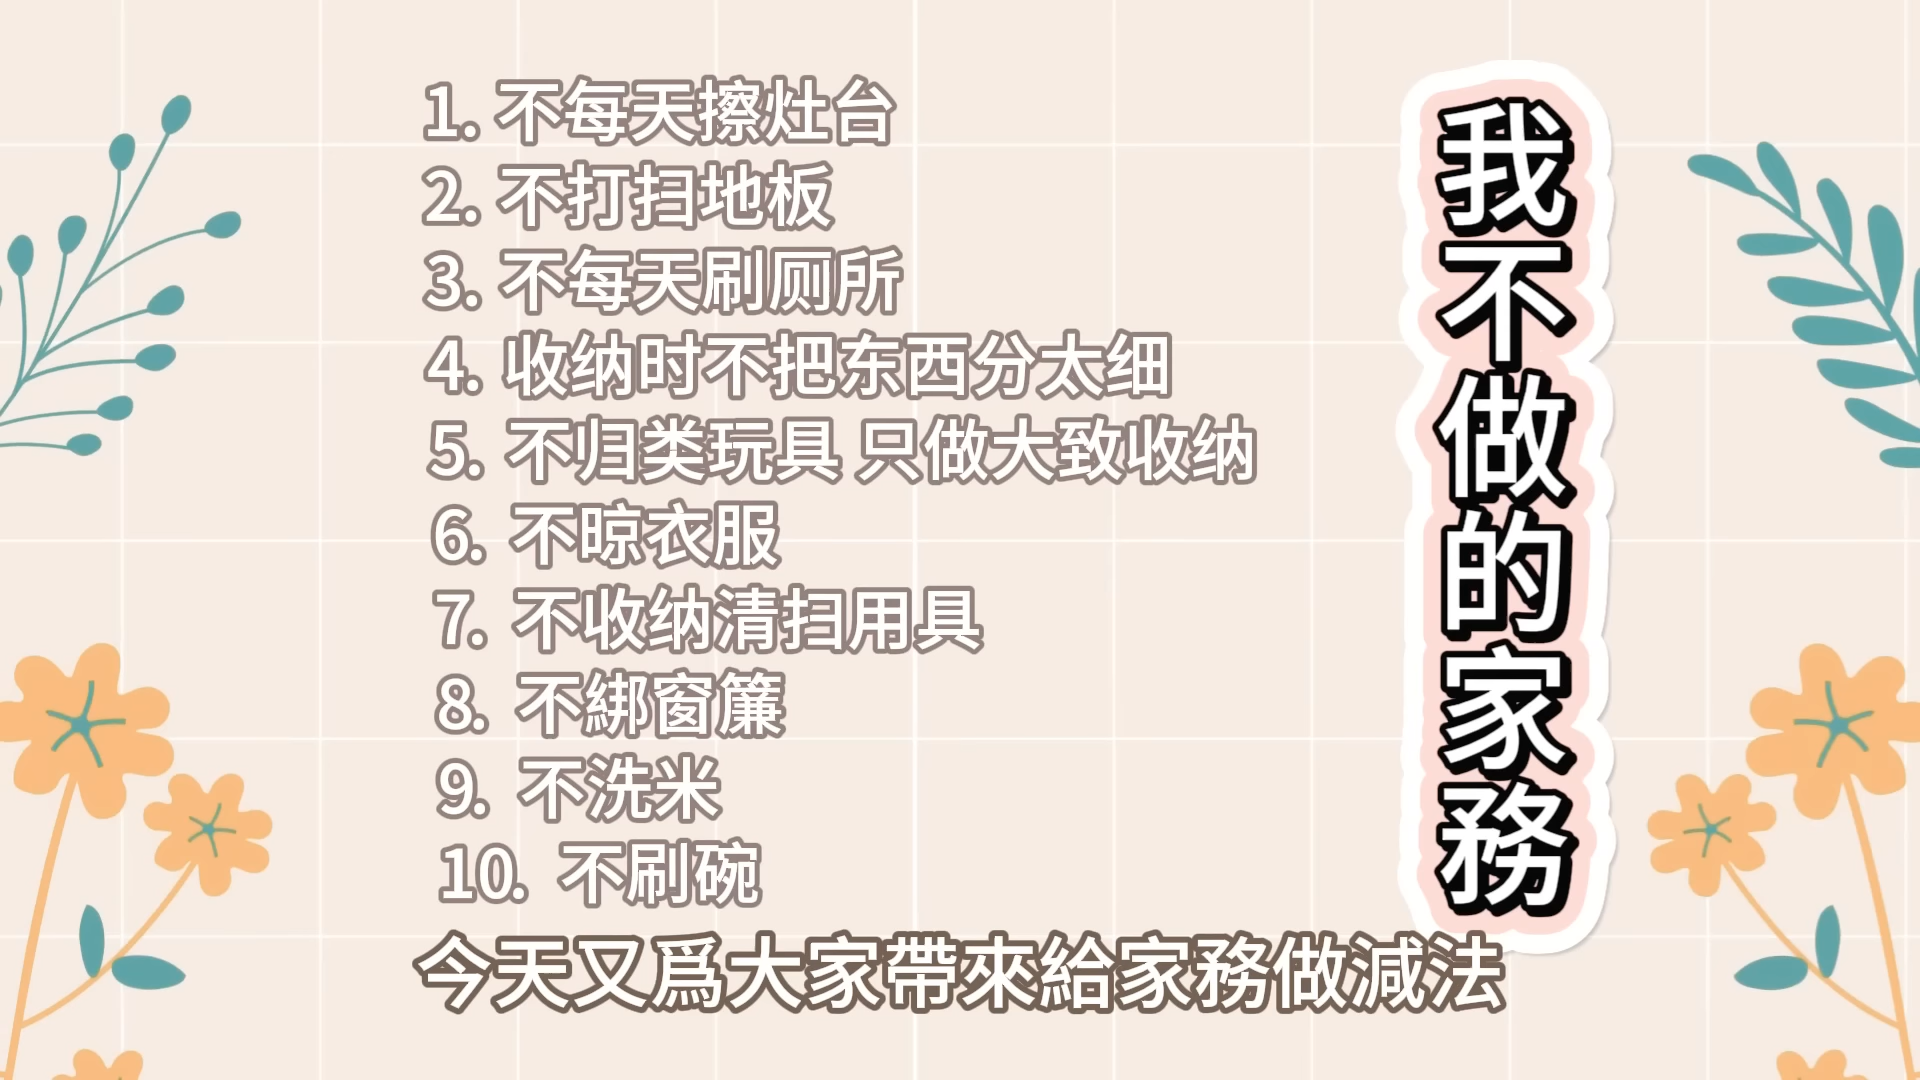 1. 不每天擦灶台
2. 不打扫地板
3. 不每天刷厕所
4. 收纳时不把东西分太细
5. 不归类玩具 只做大致收纳
6. 不晾衣服
7. 不收纳清扫用具
8. 不綁窗簾
9. 不洗米
10. 不刷碗
我不做的家務
今天又爲大家帶來給家務做減法